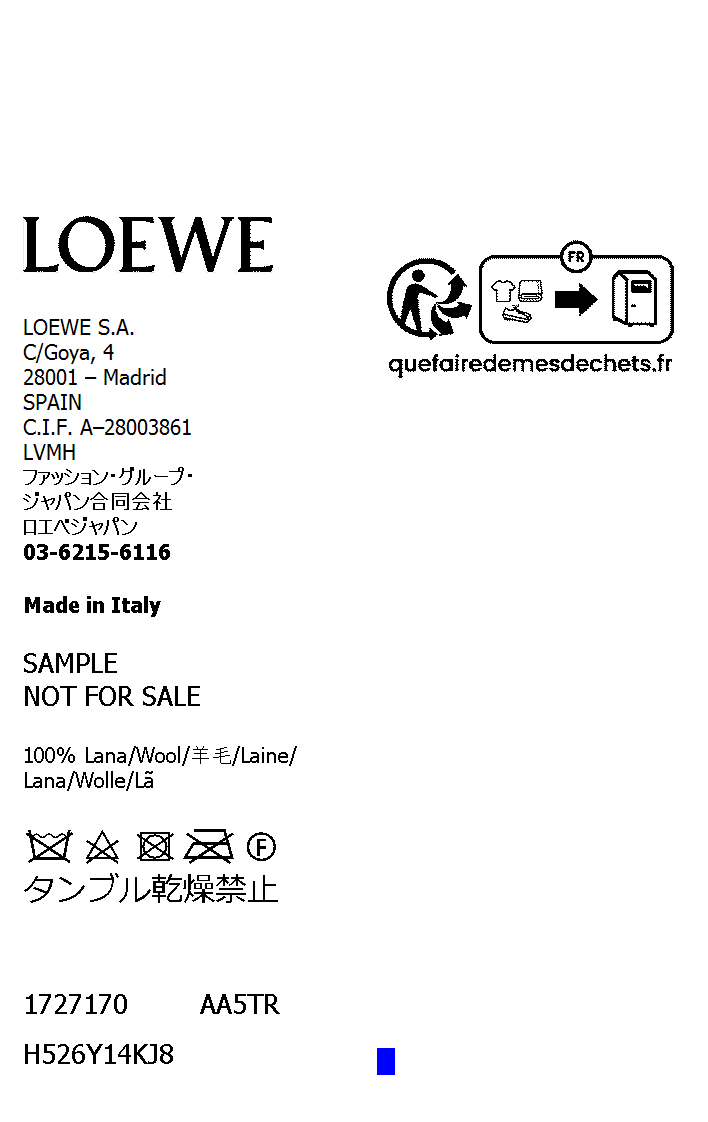 LOEWE
LOEWE S.A.
C/Goya, 4
28001 – Madrid
SPAIN
C.I.F. A–28003861
LVMH
ファッション・グループ・
ジャパン合同会社
ロエベジャパン
03-6215-6116
Made in Italy
SAMPLE
NOT FOR SALE
100% Lana/Wool/羊毛/Laine/
Lana/Wolle/Lã
F
タンブル乾燥禁止
1727170 AA5TR
H526Y14KJ8
FR
quefairedemesdechets.fr